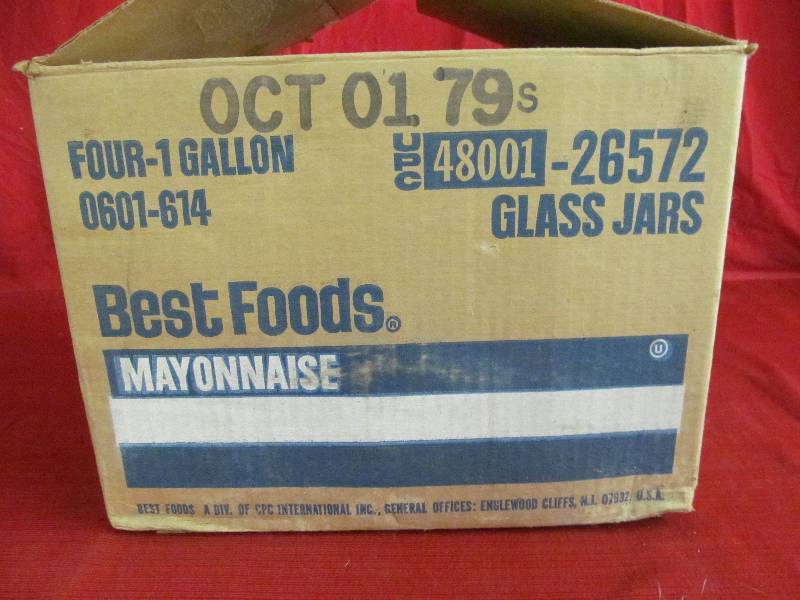 OCT 01 79S
FOUR-1 GALLON
UPC 48001-26572
0601-614
GLASS JARS
Best Foods®
MAYONNAISE
U
BEST FOODS A DIV. OF CPC INTERNATIONAL INC., GENERAL OFFICES: ENGLEWOOD CLIFFS, N.J. 07632, U.S.A.